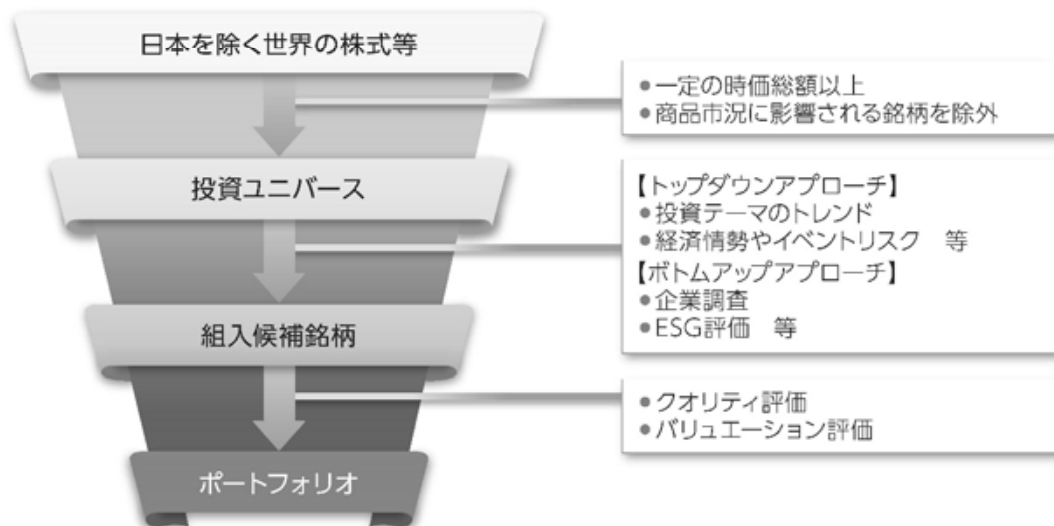 日本を除く世界の株式等
●一定の時価総額以上
●商品市況に影響される銘柄を除外
投資ユニバース
【トップダウンアプローチ】
●投資テーマのトレンド
●経済情勢やイベントリスク　等
【ボトムアップアプローチ】
●企業調査
●ESG評価　等
組入候補銘柄
●クオリティ評価
●バリュエーション評価
ポートフォリオ